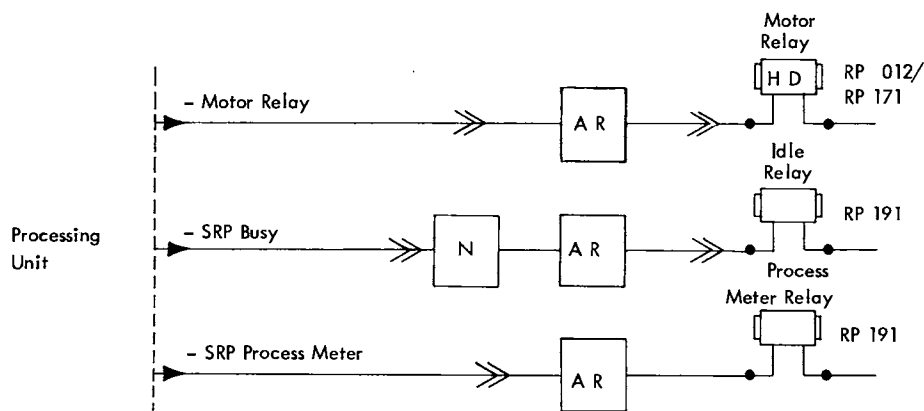 Motor
Relay
H D
RP 012/
RP 171
- Motor Relay
A R
Idle
Relay
RP 191
- SRP Busy
N
A R
Processing
Unit
Process
Meter Relay
RP 191
- SRP Process Meter
A R